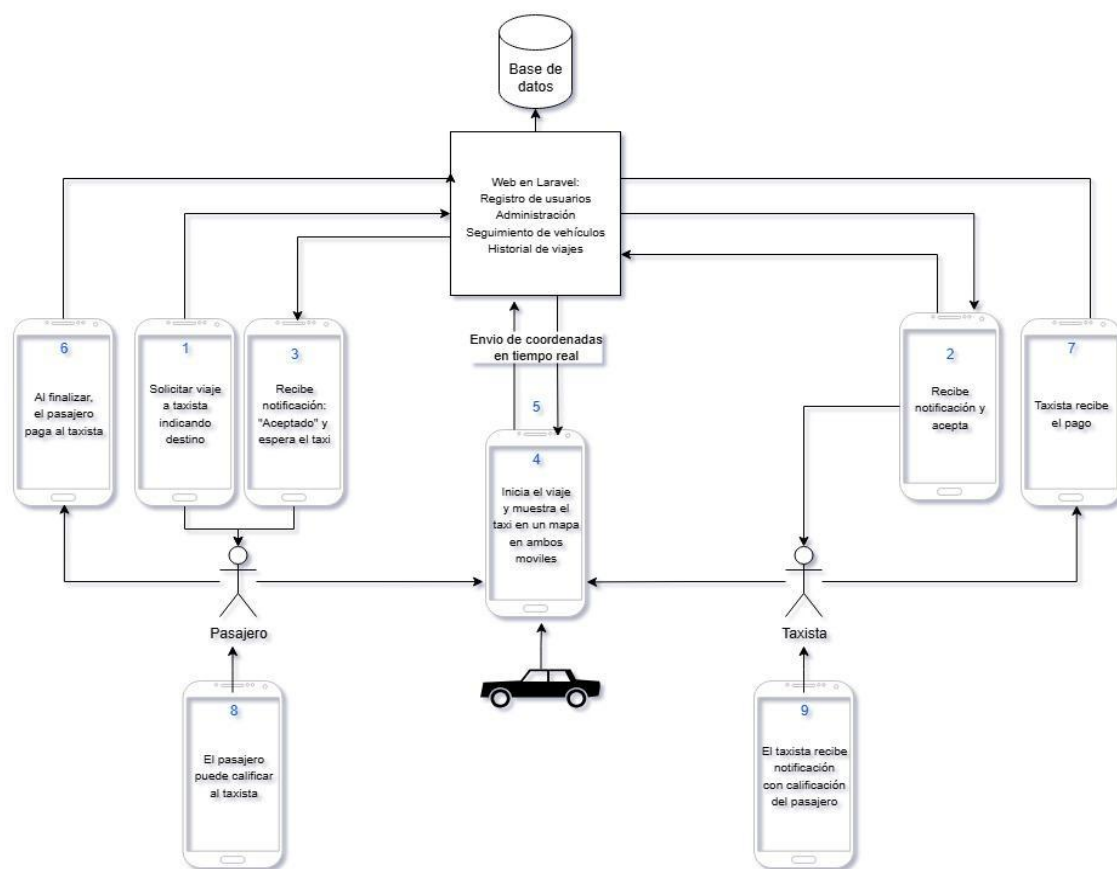 Base de
datos
Web en Laravel:
Registro de usuarios
Administración
Seguimiento de vehículos
Historial de viajes
6
Al finalizar,
el pasajero
paga al taxista
1
Solicitar viaje
a taxista
indicando
destino
3
Recibe
notificación:
"Aceptado" y
espera el taxi
Envio de coordenadas
en tiempo real
5
4
Inicia el viaje
y muestra el
taxi en un mapa
en ambos
moviles
2
Recibe
notificación y
acepta
7
Taxista recibe
el pago
Pasajero
Taxista
8
El pasajero
puede calificar
al taxista
9
El taxista recibe
notificación
con calificación
del pasajero